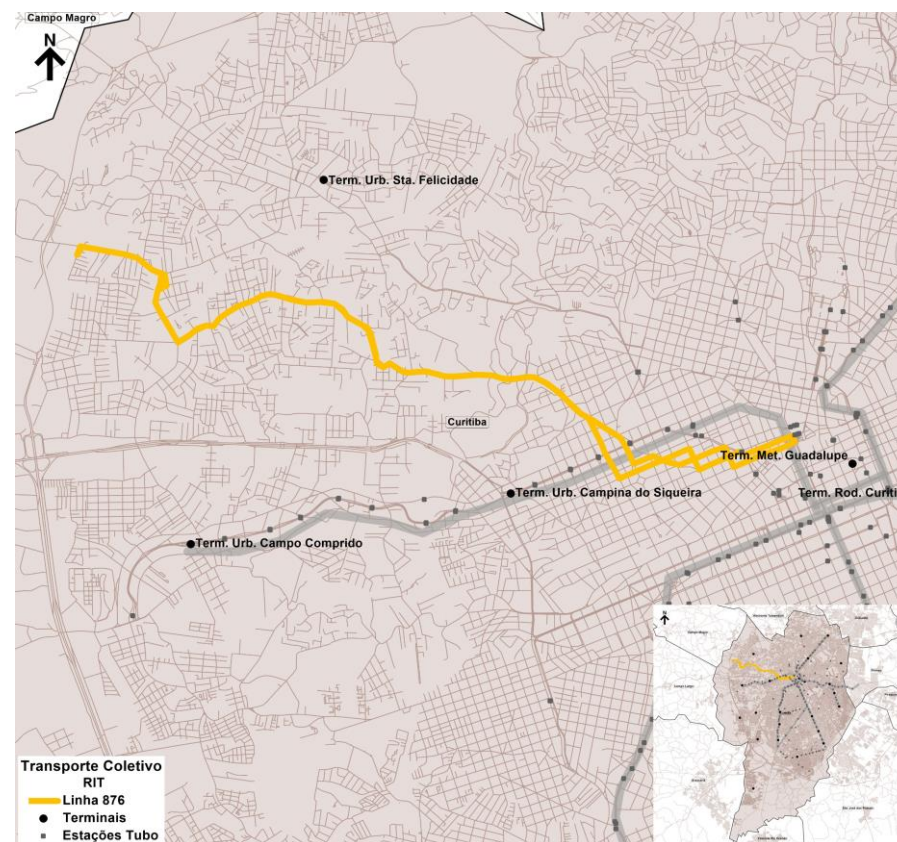 Campo Magro
N
Term. Urb. Sta. Felicidade
Curitiba
Term. Met. Guadalupe
Term. Urb. Campina do Siqueira
Term. Rod. Curiti
Term. Urb. Campo Comprido
Transporte Coletivo
RIT
Linha 876
Terminais
Estações Tubo